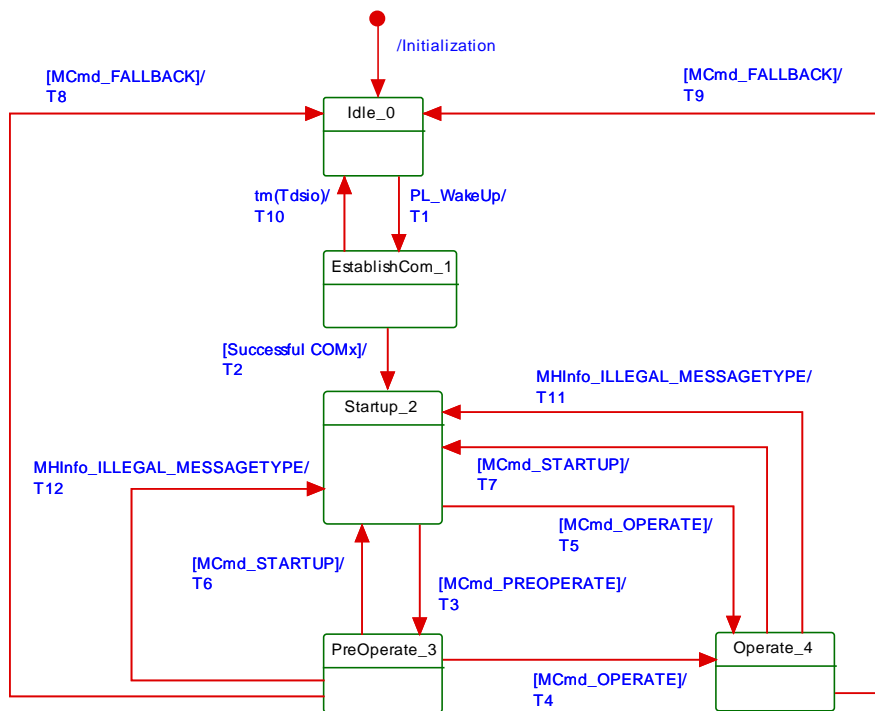 /Initialization
[MCmd_FALLBACK]/
T8
[MCmd_FALLBACK]/
T9
Idle_0
tm(Tdsio)/
T10
PL_WakeUp/
T1
EstablishCom_1
[Successful COMx]/
T2
Startup_2
MHInfo_ILLEGAL_MESSAGETYPE/
T11
MHInfo_ILLEGAL_MESSAGETYPE/
T12
[MCmd_STARTUP]/
T7
[MCmd_OPERATE]/
T5
[MCmd_STARTUP]/
T6
[MCmd_PREOPERATE]/
T3
PreOperate_3
Operate_4
[MCmd_OPERATE]/
T4